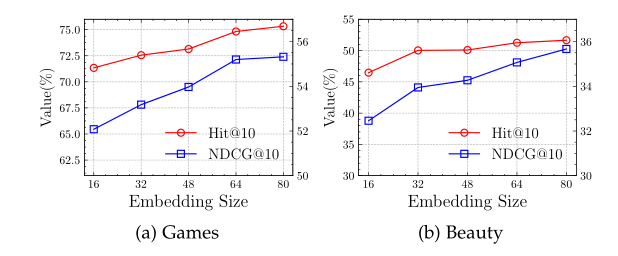 75.0
72.5
70.0
67.5
65.0
62.5
Value(%)
56
54
52
50
Hit@10
NDCG@10
16 32 48 64 80
Embedding Size
(a) Games
55
50
45
40
35
30
Value(%)
36
34
32
30
Hit@10
NDCG@10
16 32 48 64 80
Embedding Size
(b) Beauty